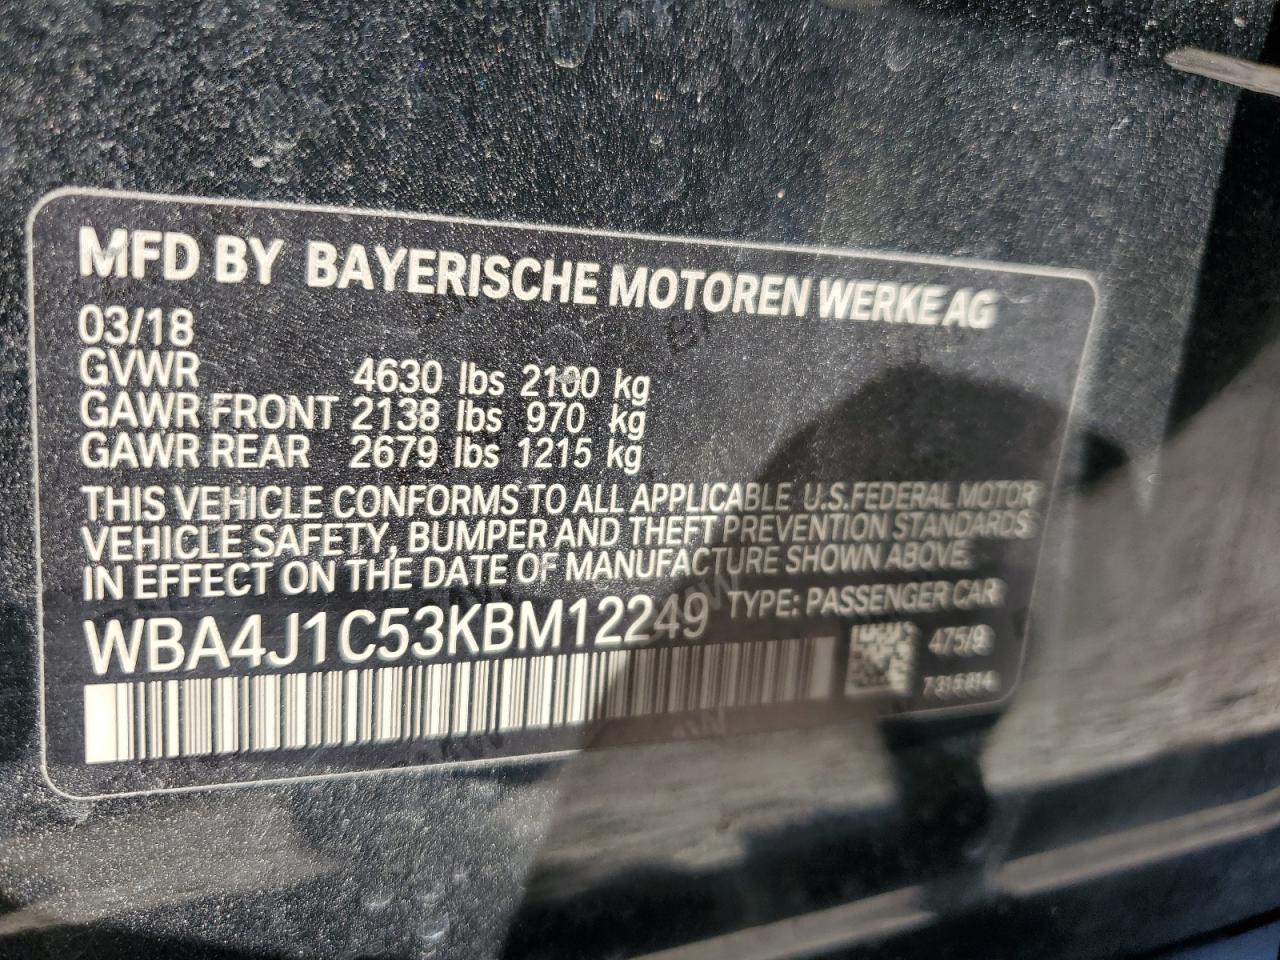 MFD BY BAYERISCHE MOTOREN WERKE AG
03/18
GVWR 4630 lbs 2100 kg
GAWR FRONT 2138 lbs 970 kg
GAWR REAR 2679 lbs 1215 kg
THIS VEHICLE CONFORMS TO ALL APPLICABLE U.S.FEDERAL MOTOR
VEHICLE SAFETY, BUMPER AND THEFT PREVENTION STANDARDS
IN EFFECT ON THE DATE OF MANUFACTURE SHOWN ABOVE.
WBA4J1C53KBM12249 TYPE: PASSENGER CAR
475/9
7315814